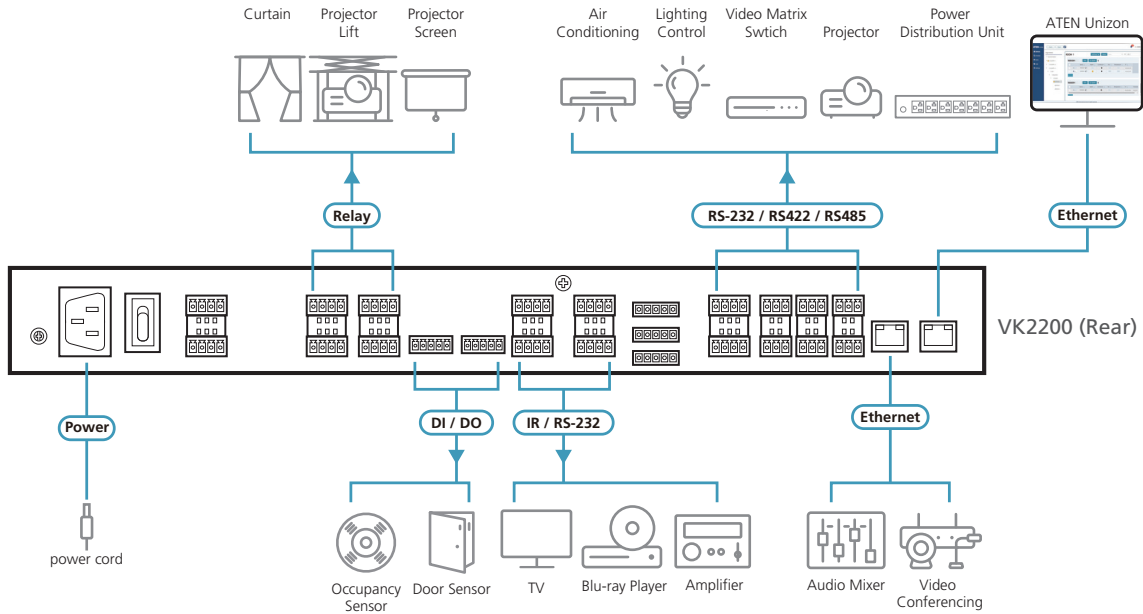 Curtain
Projector
Lift
Projector
Screen
Air
Conditioning
Lighting
Control
Video Matrix
Swtich
Projector
Power
Distribution Unit
ATEN Unizon
Relay
RS-232 / RS422 / RS485
Ethernet
VK2200 (Rear)
Power
DI / DO
IR / RS-232
Ethernet
power cord
Occupancy
Sensor
Door Sensor
TV
Blu-ray Player
Amplifier
Audio Mixer
Video
Conferencing